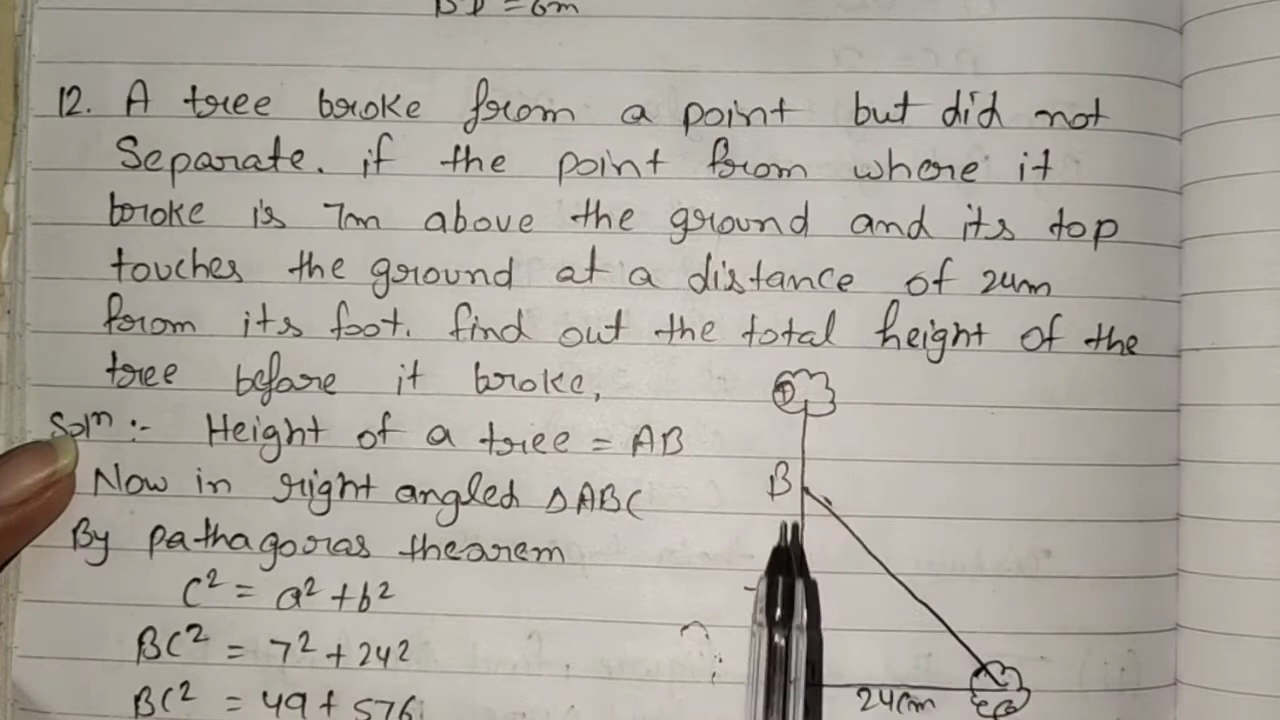 BD = 6m
12. A tree broke from a point but did not
Separate. if the point from where it
broke is 7m above the ground and its top
touches the ground at a distance of 24m
from its foot. find out the total height of the
tree before it broke,
Solⁿ :- Height of a tree = AB
Now in right angled ΔABC
By pathagoras thearem
C² = a² + b²
BC² = 7² + 24²
BC² = 49 + 576
B
24cm